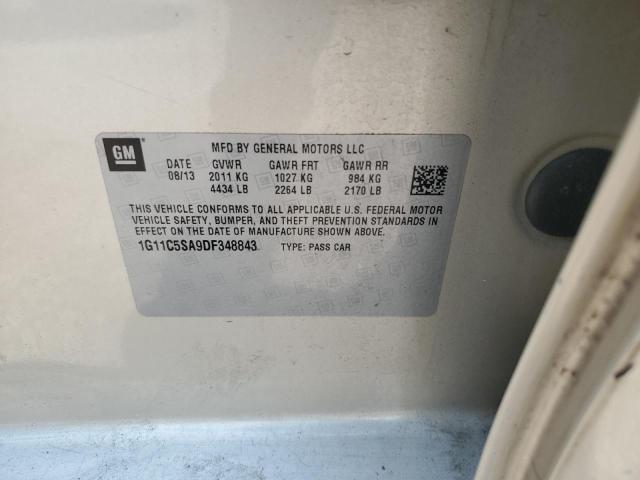 GM
MFD BY GENERAL MOTORS LLC
DATE GVWR GAWR FRT GAWR RR
08/13 2011 KG 1027 KG 984 KG
4434 LB 2264 LB 2170 LB
THIS VEHICLE CONFORMS TO ALL APPLICABLE U.S. FEDERAL MOTOR
VEHICLE SAFETY, BUMPER, AND THEFT PREVENTION STANDARDS IN
EFFECT ON THE DATE OF MANUFACTURE SHOWN ABOVE.
1G11C5SA9DF348843 TYPE: PASS CAR